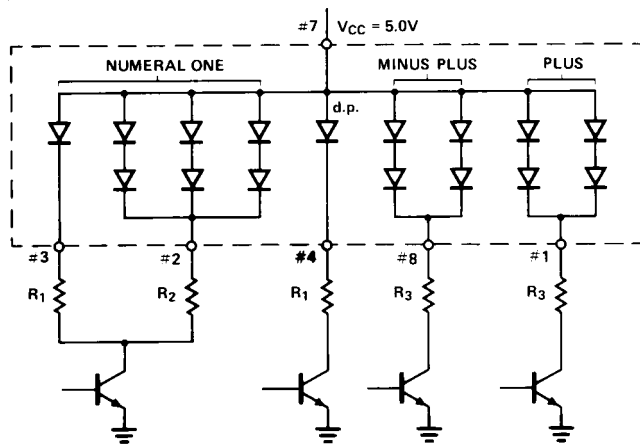 #7 VCC = 5.0V
NUMERAL ONE
MINUS PLUS
PLUS
d.p.
#3
#2
#4
#8
#1
R1
R2
R1
R3
R3